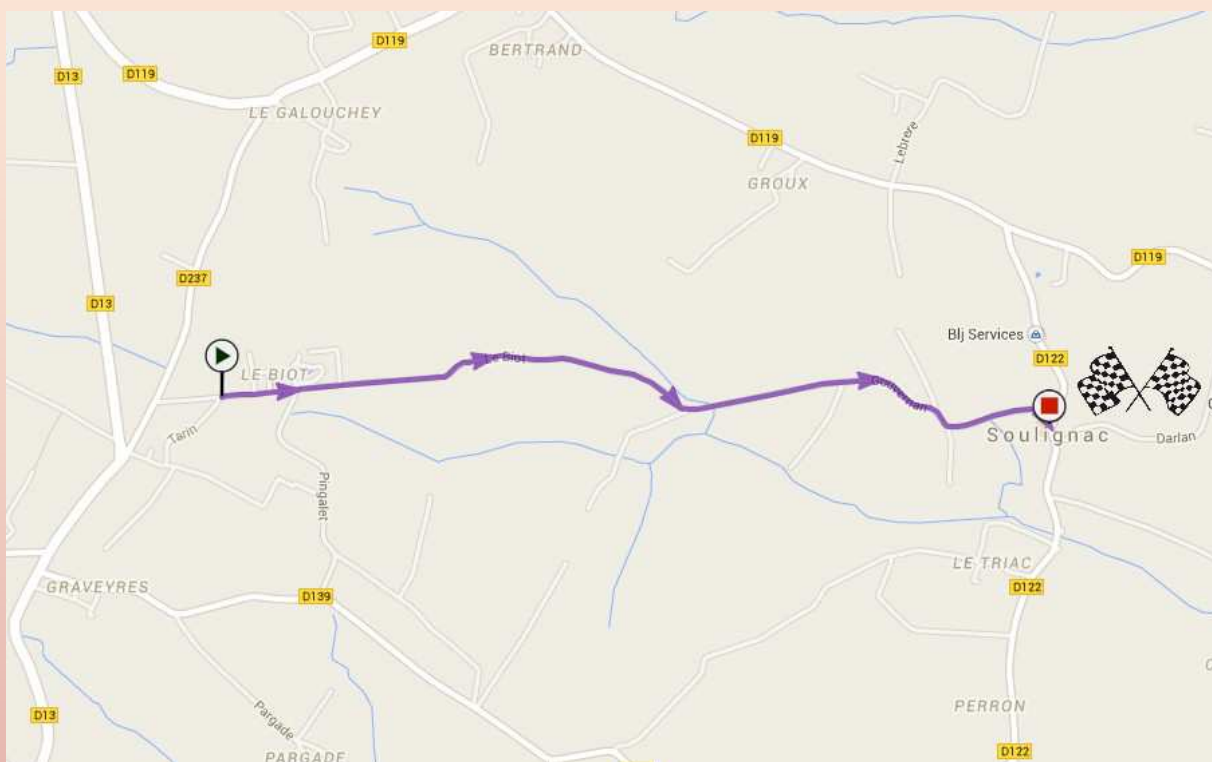 D119
BERTRAND
D13
D119
LE GALOUCHEY
D119
Lebrere
GROUX
D119
D237
D13
Blj Services
D122
Le Biot
LE BIOT
Gouvernan
Soulignac
Darlan
Tarin
Pingalet
LE TRIAC
GRAVEYRES
D139
D122
PERRON
D13
Pargade
D122
PARGADE